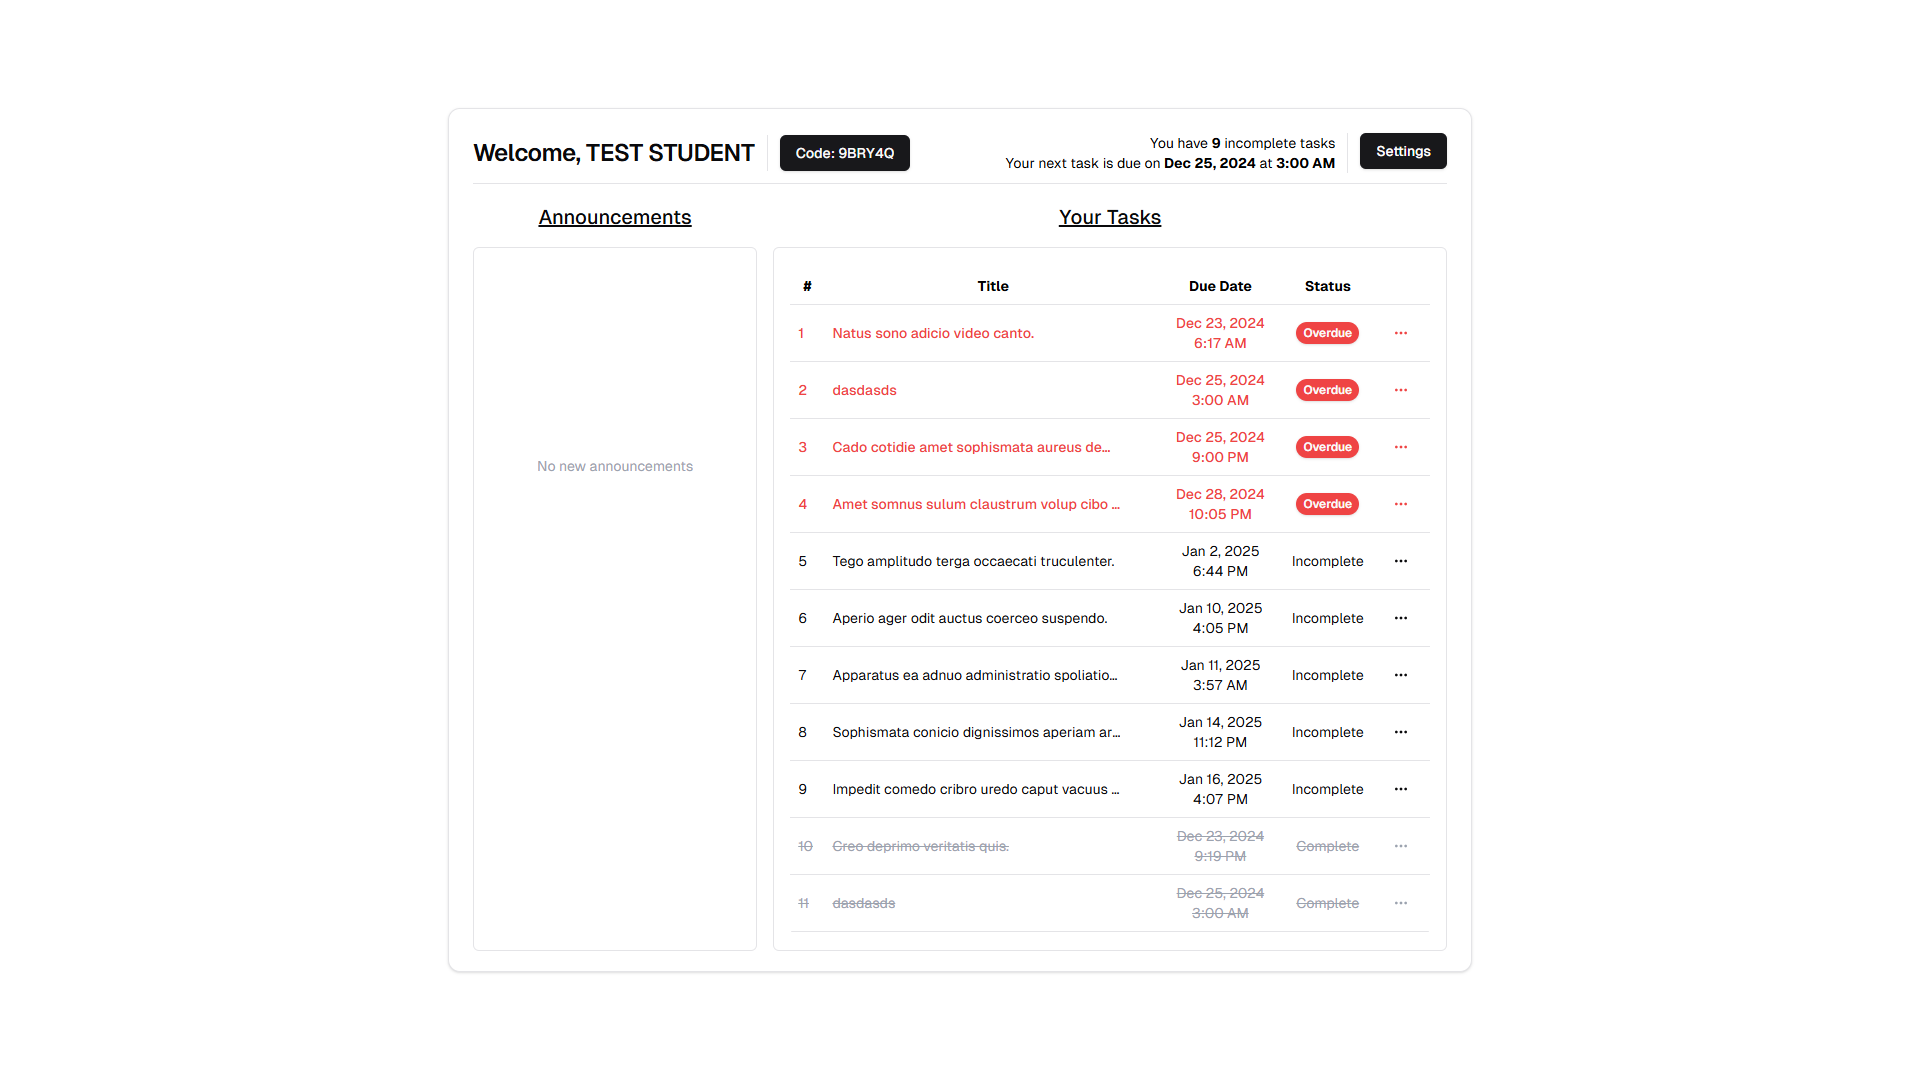 Welcome, TEST STUDENT
Code: 9BRY4Q
You have 9 incomplete tasks
Your next task is due on Dec 25, 2024 at 3:00 AM
Settings
Announcements
No new announcements
Your Tasks
# Title Due Date Status
1 Natus sono adicio video canto. Dec 23, 2024 6:17 AM Overdue ...
2 dasdasds Dec 25, 2024 3:00 AM Overdue ...
3 Cado cotidie amet sophismata aureus de... Dec 25, 2024 9:00 PM Overdue ...
4 Amet somnus sulum claustrum volup cibo ... Dec 28, 2024 10:05 PM Overdue ...
5 Tego amplitudo terga occaecati truculenter. Jan 2, 2025 6:44 PM Incomplete ...
6 Aperio ager odit auctus coerceo suspendo. Jan 10, 2025 4:05 PM Incomplete ...
7 Apparatus ea adnuo administratio spoliatio... Jan 11, 2025 3:57 AM Incomplete ...
8 Sophismata conicio dignissimos aperiam ar... Jan 14, 2025 11:12 PM Incomplete ...
9 Impedit comedo cribro uredo caput vacuus ... Jan 16, 2025 4:07 PM Incomplete ...
10 Creo deprimo veritatis quis. Dec 23, 2024 9:19 PM Complete ...
11 dasdasds Dec 25, 2024 3:00 AM Complete ...